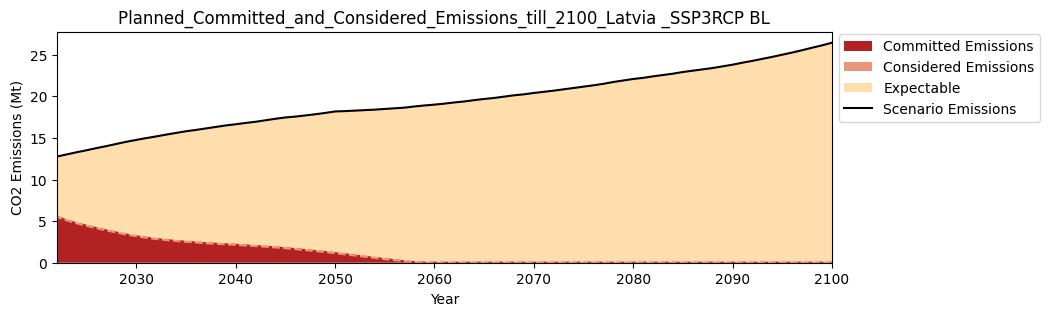 Planned_Committed_and_Considered_Emissions_till_2100_Latvia _SSP3RCP BL
Committed Emissions
Considered Emissions
Expectable
Scenario Emissions
CO2 Emissions (Mt)
25
20
15
10
5
0
2030 2040 2050 2060 2070 2080 2090 2100
Year